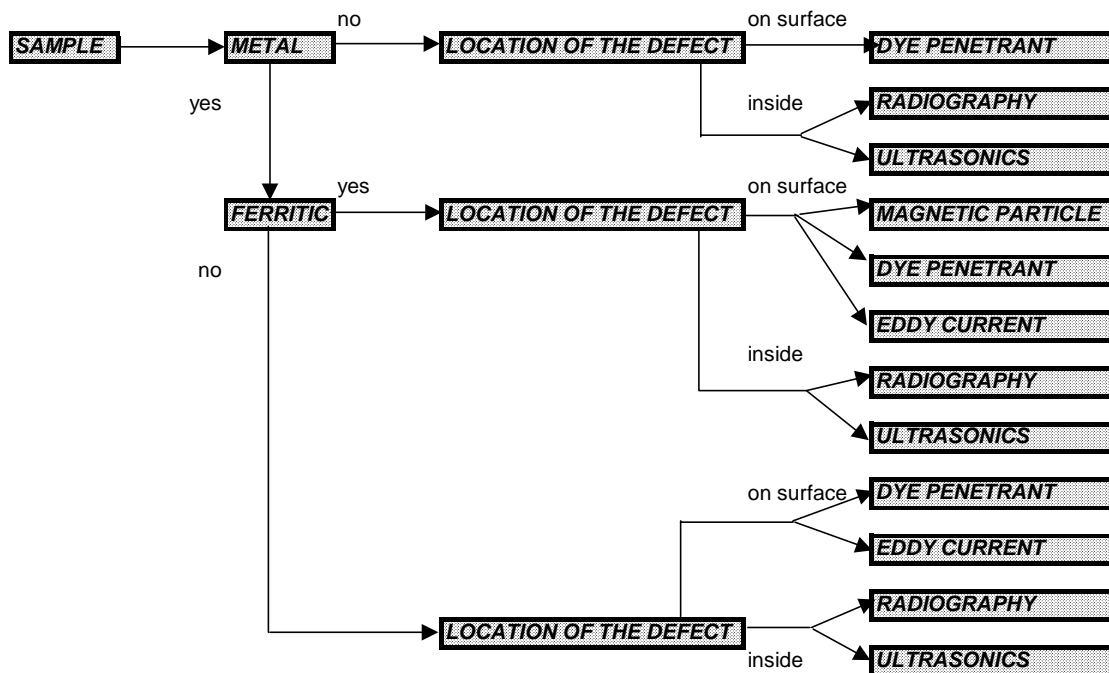 no
on surface
SAMPLE
METAL
LOCATION OF THE DEFECT
DYE PENETRANT
yes
inside
RADIOGRAPHY
ULTRASONICS
yes
on surface
FERRITIC
LOCATION OF THE DEFECT
MAGNETIC PARTICLE
no
DYE PENETRANT
EDDY CURRENT
inside
RADIOGRAPHY
ULTRASONICS
on surface
DYE PENETRANT
EDDY CURRENT
RADIOGRAPHY
LOCATION OF THE DEFECT
inside
ULTRASONICS